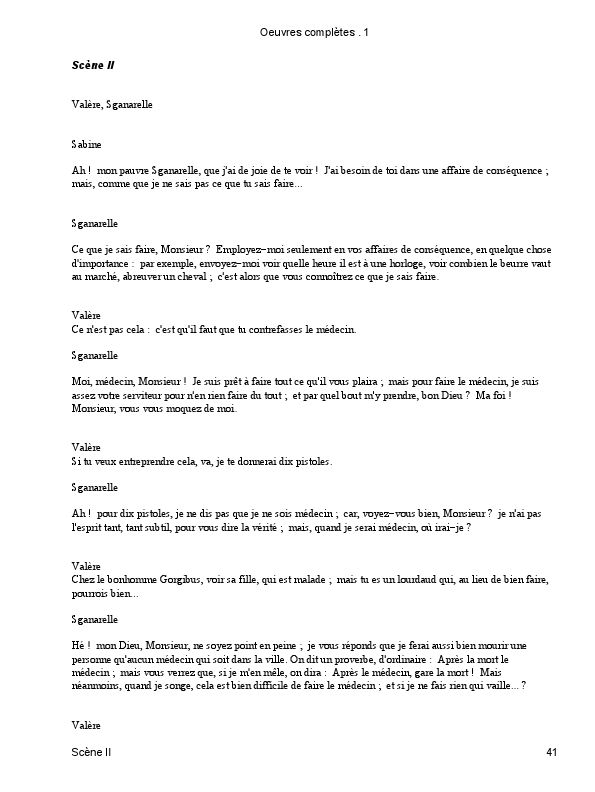 Oeuvres complètes . 1
Scène II
Valère, Sganarelle
Sabine
Ah !  mon pauvre Sganarelle, que j'ai de joie de te voir !  J'ai besoin de toi dans une affaire de conséquence ;
mais, comme que je ne sais pas ce que tu sais faire...
Sganarelle
Ce que je sais faire, Monsieur ?  Employez−moi seulement en vos affaires de conséquence, en quelque chose
d'importance :  par exemple, envoyez−moi voir quelle heure il est à une horloge, voir combien le beurre vaut
au marché, abreuver un cheval ;  c'est alors que vous connoîtrez ce que je sais faire.
Valère
Ce n'est pas cela :  c'est qu'il faut que tu contrefasses le médecin.
Sganarelle
Moi, médecin, Monsieur !  Je suis prêt à faire tout ce qu'il vous plaira ;  mais pour faire le médecin, je suis
assez votre serviteur pour n'en rien faire du tout ;  et par quel bout m'y prendre, bon Dieu ?  Ma foi !
Monsieur, vous vous moquez de moi.
Valère
Si tu veux entreprendre cela, va, je te donnerai dix pistoles.
Sganarelle
Ah !  pour dix pistoles, je ne dis pas que je ne sois médecin ;  car, voyez−vous bien, Monsieur ?  je n'ai pas
l'esprit tant, tant subtil, pour vous dire la vérité ;  mais, quand je serai médecin, où irai−je ?
Valère
Chez le bonhomme Gorgibus, voir sa fille, qui est malade ;  mais tu es un lourdaud qui, au lieu de bien faire,
pourrois bien...
Sganarelle
Hé !  mon Dieu, Monsieur, ne soyez point en peine ;  je vous réponds que je ferai aussi bien mourir une
personne qu'aucun médecin qui soit dans la ville. On dit un proverbe, d'ordinaire :  Après la mort le
médecin ;  mais vous verrez que, si je m'en mêle, on dira :  Après le médecin, gare la mort !  Mais
néanmoins, quand je songe, cela est bien difficile de faire le médecin ;  et si je ne fais rien qui vaille... ?
Valère
Scène II
41